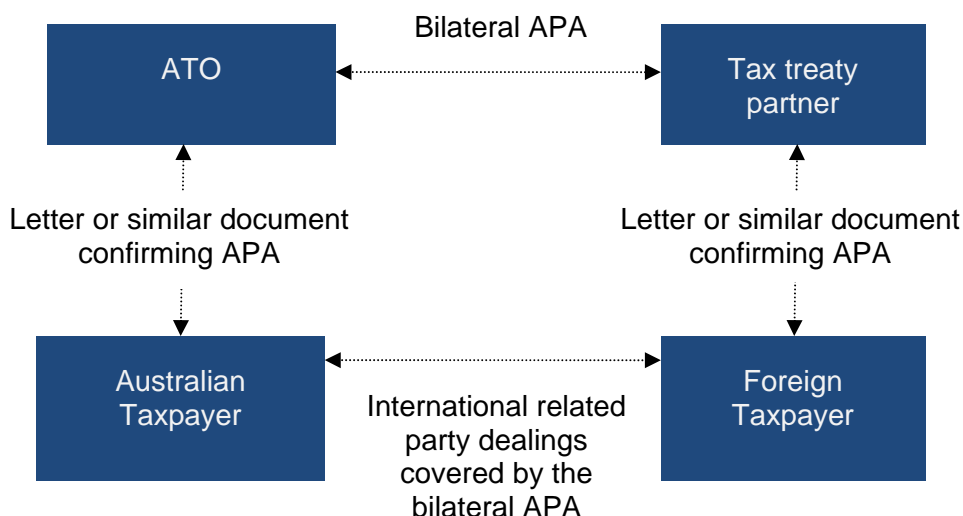 Bilateral APA
ATO
Tax treaty
partner
Letter or similar document
confirming APA
Letter or similar document
confirming APA
Australian
Taxpayer
Foreign
Taxpayer
International related
party dealings
covered by the
bilateral APA